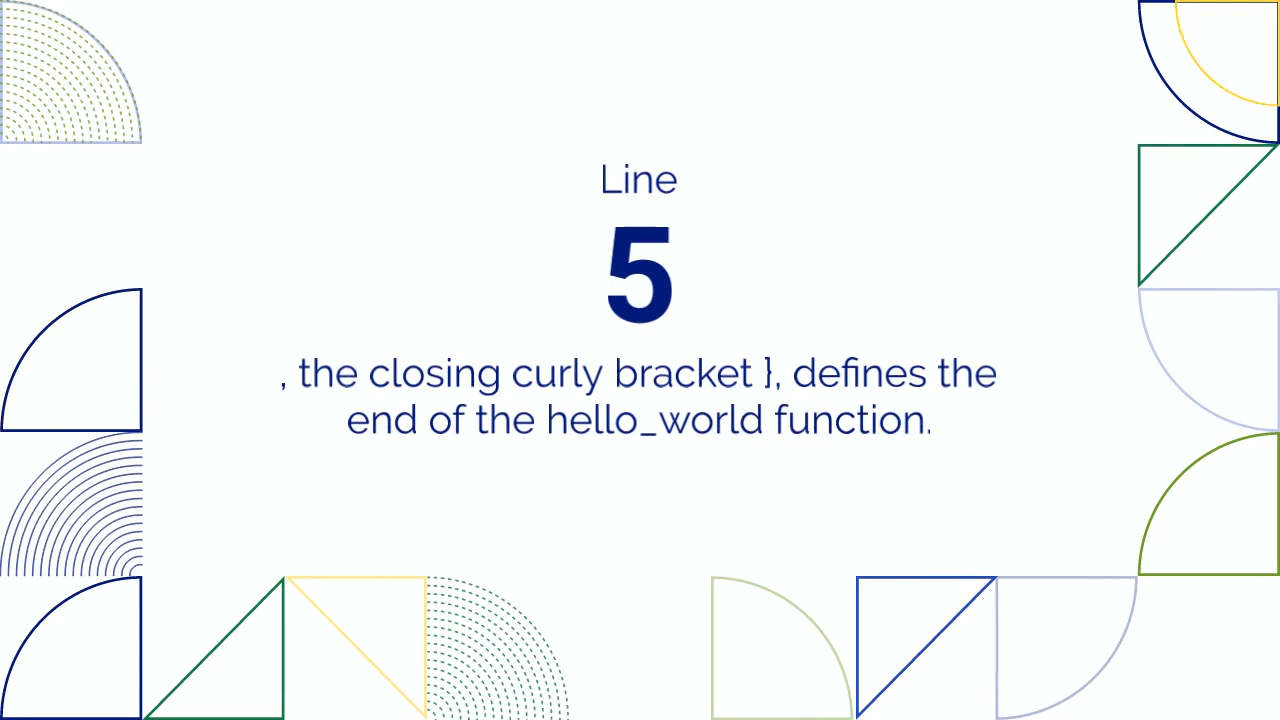 Line
5
, the closing curly bracket }, defines the
end of the hello_world function.